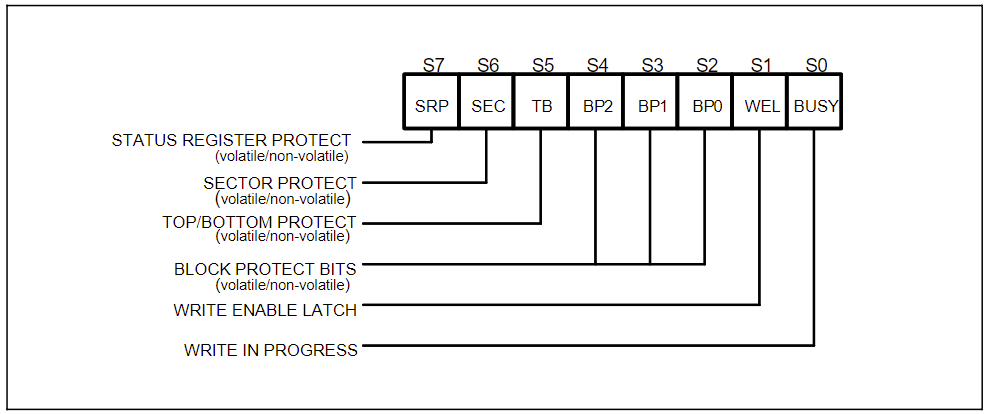 S7 S6 S5 S4 S3 S2 S1 S0
SRP SEC TB BP2 BP1 BP0 WEL BUSY
STATUS REGISTER PROTECT
(volatile/non-volatile)
SECTOR PROTECT
(volatile/non-volatile)
TOP/BOTTOM PROTECT
(volatile/non-volatile)
BLOCK PROTECT BITS
(volatile/non-volatile)
WRITE ENABLE LATCH
WRITE IN PROGRESS